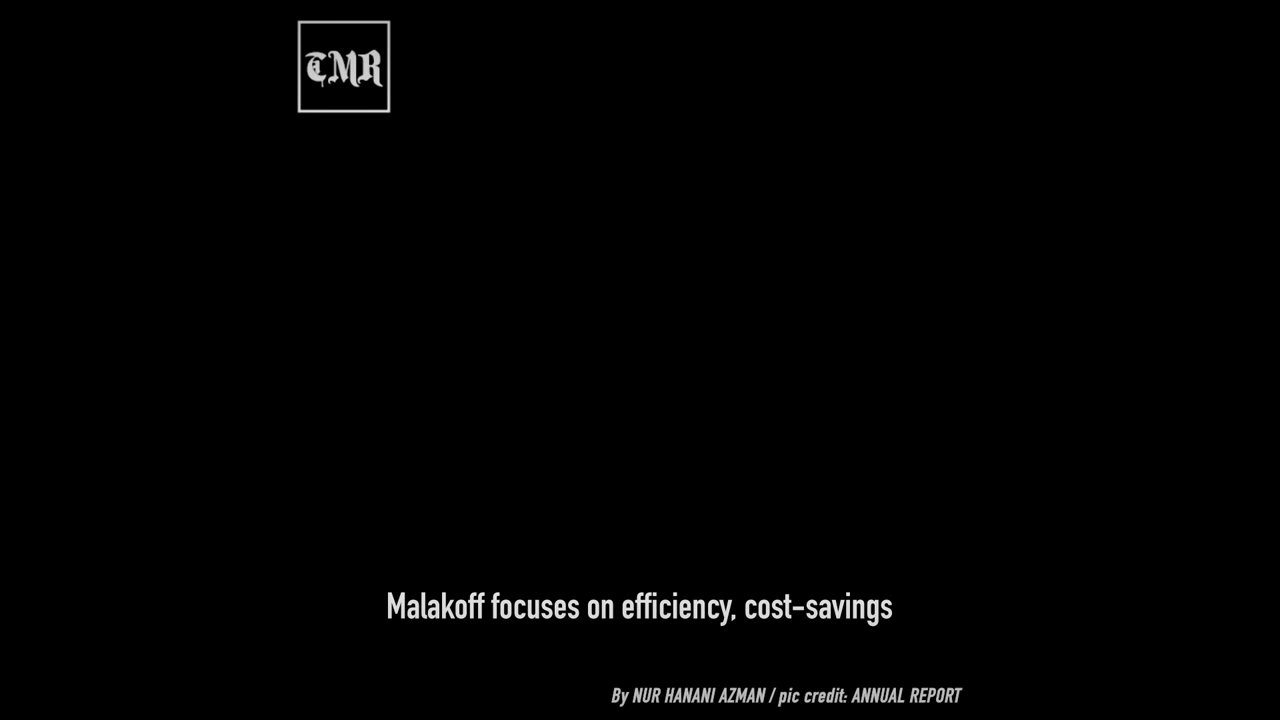 TMR
Malakoff focuses on efficiency, cost-savings
By NUR HANANI AZMAN / pic credit: ANNUAL REPORT